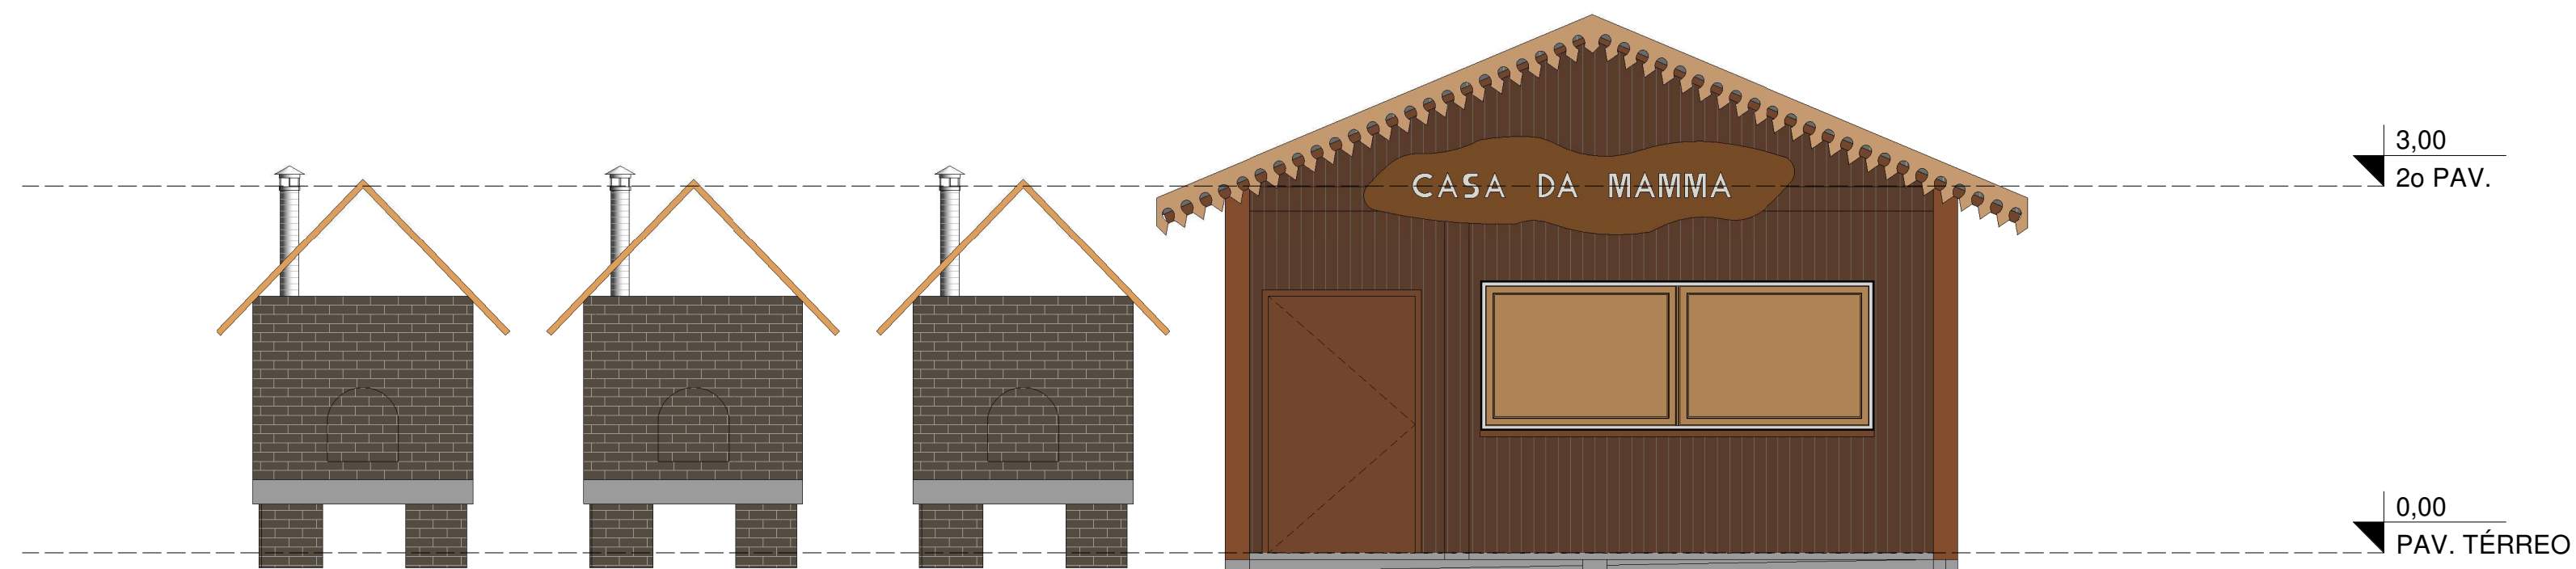 CASA DA MAMMA
3,00
2o PAV.
0,00
PAV. TÉRREO